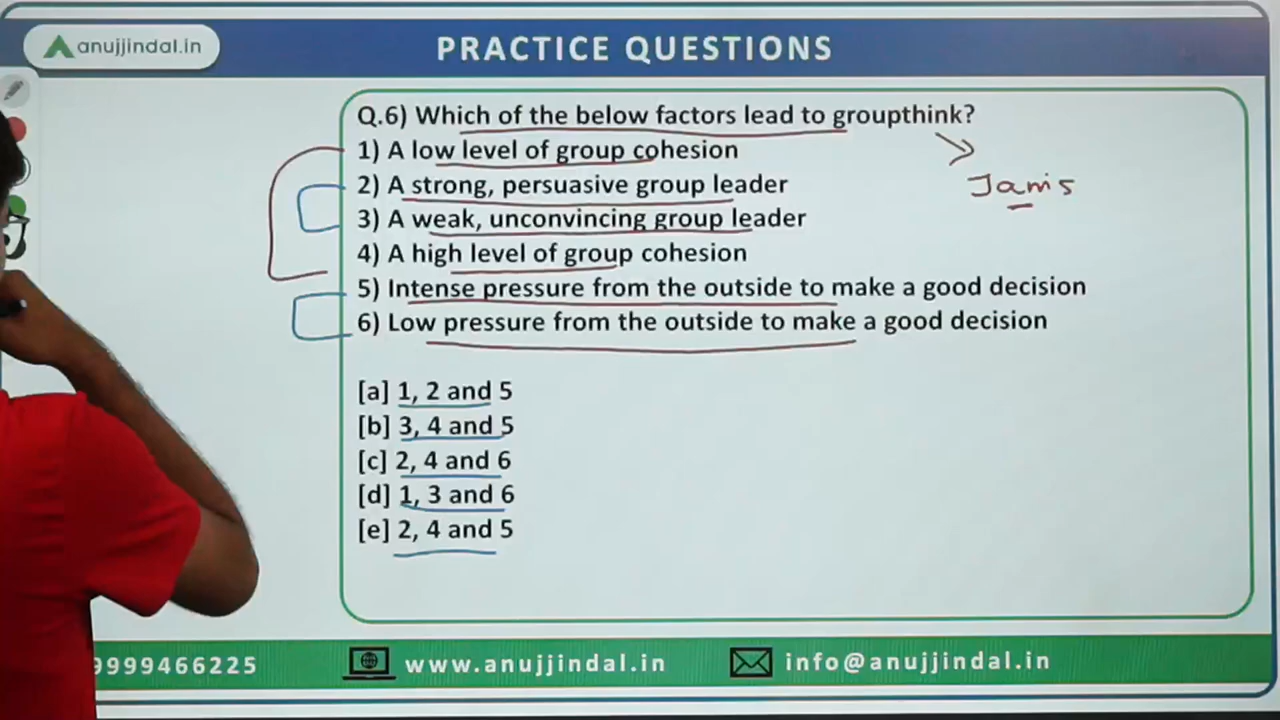 anujjindal.in
PRACTICE QUESTIONS
Q.6) Which of the below factors lead to groupthink?
1) A low level of group cohesion
2) A strong, persuasive group leader
Janis
3) A weak, unconvincing group leader
4) A high level of group cohesion
5) Intense pressure from the outside to make a good decision
6) Low pressure from the outside to make a good decision
[a] 1, 2 and 5
[b] 3, 4 and 5
[c] 2, 4 and 6
[d] 1, 3 and 6
[e] 2, 4 and 5
9999466225
www.anujjindal.in
info@anujjindal.in